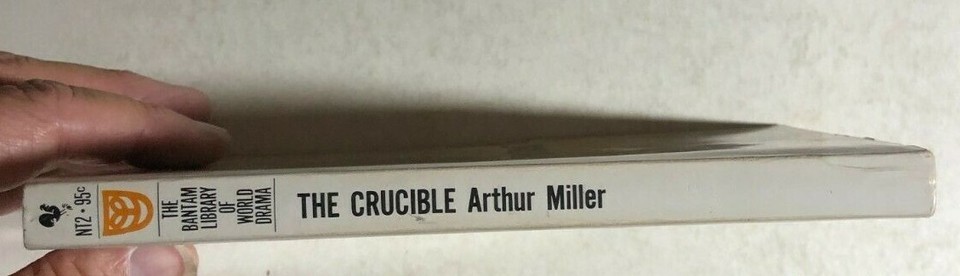 NT2 • 95¢
THE
BANTAM
LIBRARY
OF
WORLD
DRAMA
THE CRUCIBLE Arthur Miller